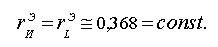 r_И^Э = r_L^Э ≅ 0,368 = const.